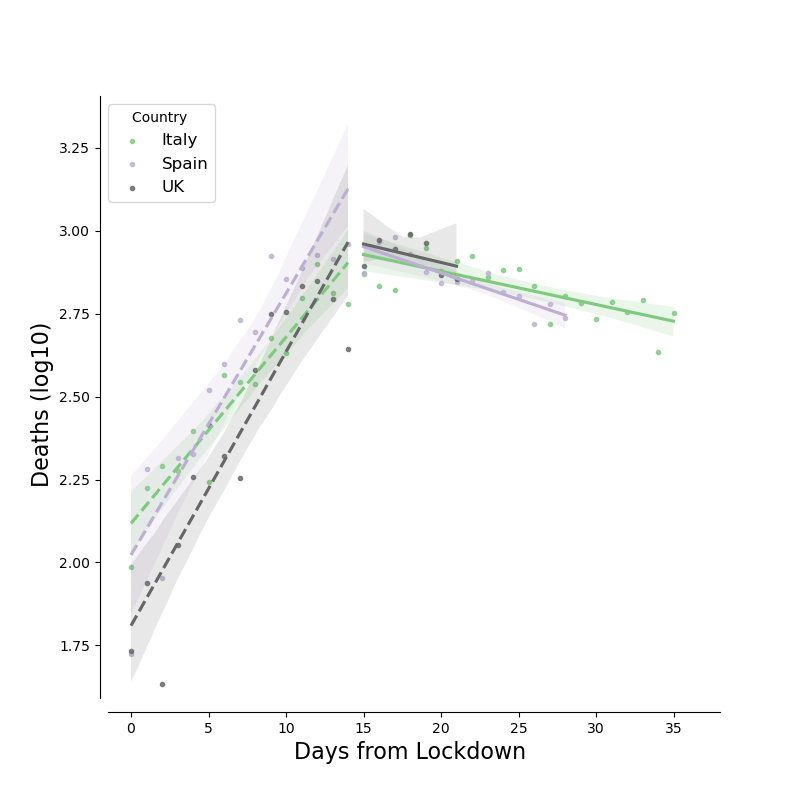 Country
Italy
Spain
UK
3.25
3.00
2.75
2.50
2.25
2.00
1.75
Deaths (log10)
0 5 10 15 20 25 30 35
Days from Lockdown